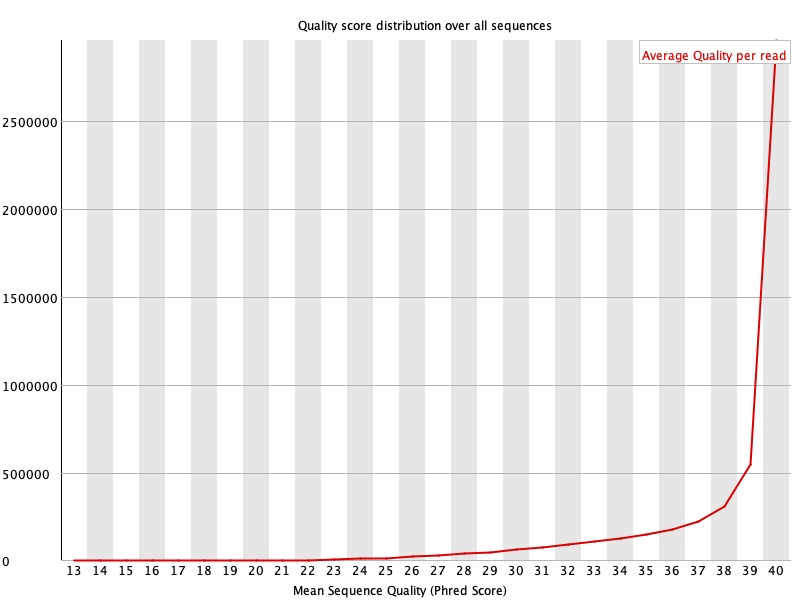 Quality score distribution over all sequences
Average Quality per read
2500000
2000000
1500000
1000000
500000
0
13 14 15 16 17 18 19 20 21 22 23 24 25 26 27 28 29 30 31 32 33 34 35 36 37 38 39 40
Mean Sequence Quality (Phred Score)